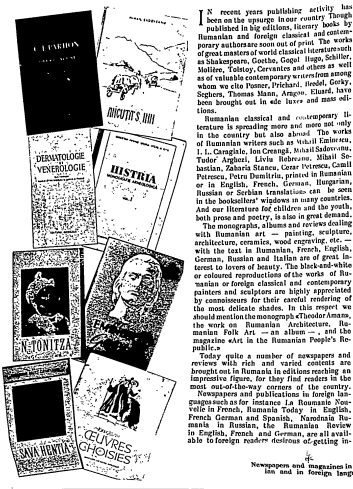 DERMATOLOGIE
VENEROLOGIE
HISTRIA
N. TONITZA
SAVA HENȚIA
ŒUVRES
CHOISIES
IN recent years publishing activity has
been on the upsurge in our country Though
published in big editions, literary books by
Rumanian and foreign classical and contem-
porary authors are soon out of print. The works
of great masters of world classical literature such
as Shakespeare, Goethe, Gogol, Hugo, Schiller,
Molière, Tolstoy, Cervantes and others as well
as of valuable contemporary writers from among
whom we cite Posner, Prichard, Bredel, Gorky,
Seghers, Thomas Mann, Aragon, Eluard, have
been brought out in «de luxe» and mass edi-
tions.
Rumanian classical and contemporary li-
terature is spreading more and more not only
in the country but also abroad The works
of Rumanian writers such as Mihail Eminescu,
I. L. Caragiale, Ion Creangă, Mihail Sadoveanu,
Tudor Arghezi, Liviu Rebreanu, Mihail So-
bastian, Zaharia Stancu, Cezar Petrescu, Camil
Petrescu, Petru Dumitriu, printed in Rumanian
or in English, French, German, Hungarian,
Russian or Serbian translations can be seen
in the booksellers' windows in many countries.
And our literature for children and the youth,
both prose and poetry, is also in great demand.
The monographs, albums and reviews dealing
with Rumanian art — painting, sculpture,
architecture, ceramics, wood engraving, etc. —
with the text in Rumanian, French, English,
German, Russian and Italian are of great in-
terest to lovers of beauty. The black-and-white
or coloured reproductions of the works of Ru-
manian or foreign classical and contemporary
painters and sculptors are highly appreciated
by connoisseurs for their careful rendering of
the most delicate shades. In this respect we
should mention the monograph «Theodor Aman»,
the work on Rumanian Architecture, Ru-
manian Folk Art — an album —, and the
magazine «Art in the Rumanian People's Re-
public.»
Today quite a number of newspapers and
reviews with rich and varied contents are
brought out in Rumania in editions reaching an
impressive figure, for they find readers in the
most out-of-the-way corners of the country.
Newspapers and publications in foreign lan-
guages such as for instance La Roumanie Nou-
velle in French, Rumania Today in English,
French German and Spanish, Narodnaia Ru-
mania in Russian, the Rumanian Review
in English, French and German, are all avail-
able to foreign readers desirous of getting in-
Newspapers and magazines in
ian and in foreign langu